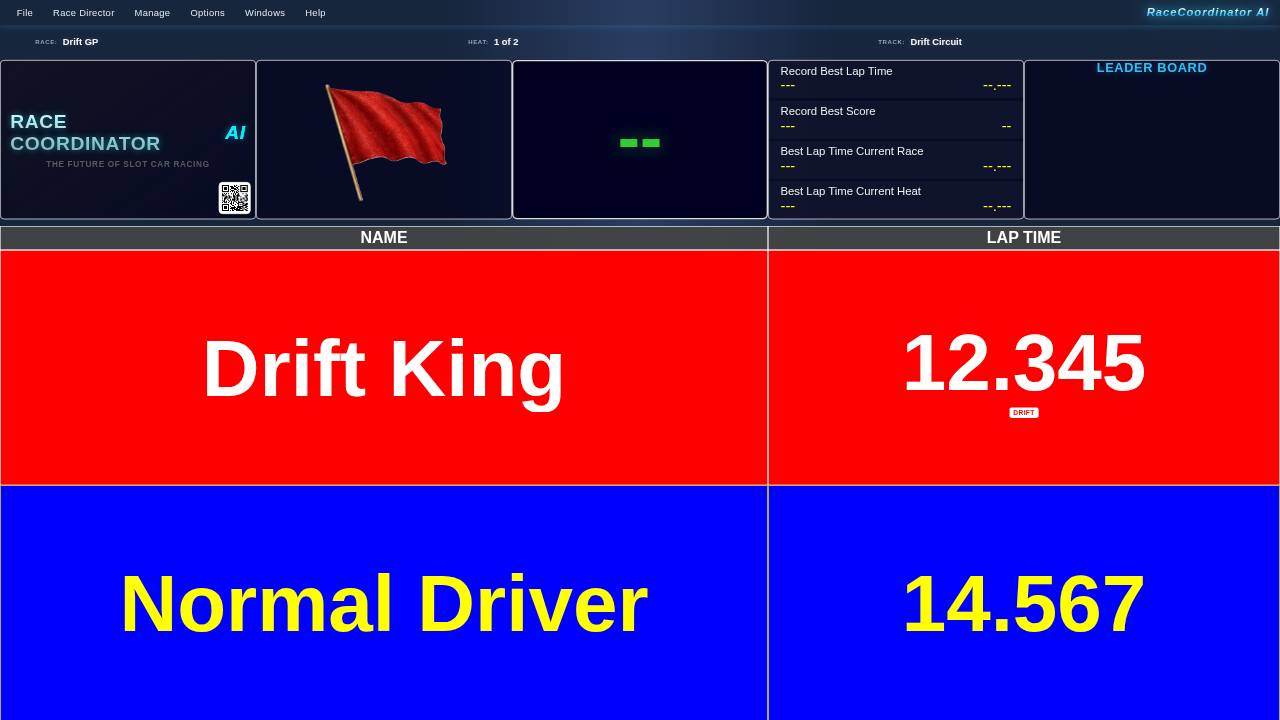 File Race Director Manage Options Windows Help RaceCoordinator AI
RACE: Drift GP HEAT: 1 of 2 TRACK: Drift Circuit
RACE
COORDINATOR AI
THE FUTURE OF SLOT CAR RACING
--
Record Best Lap Time
--- --.---
Record Best Score
--- --
Best Lap Time Current Race
--- --.---
Best Lap Time Current Heat
--- --.---
LEADER BOARD
NAME LAP TIME
Drift King 12.345
DRIFT
Normal Driver 14.567